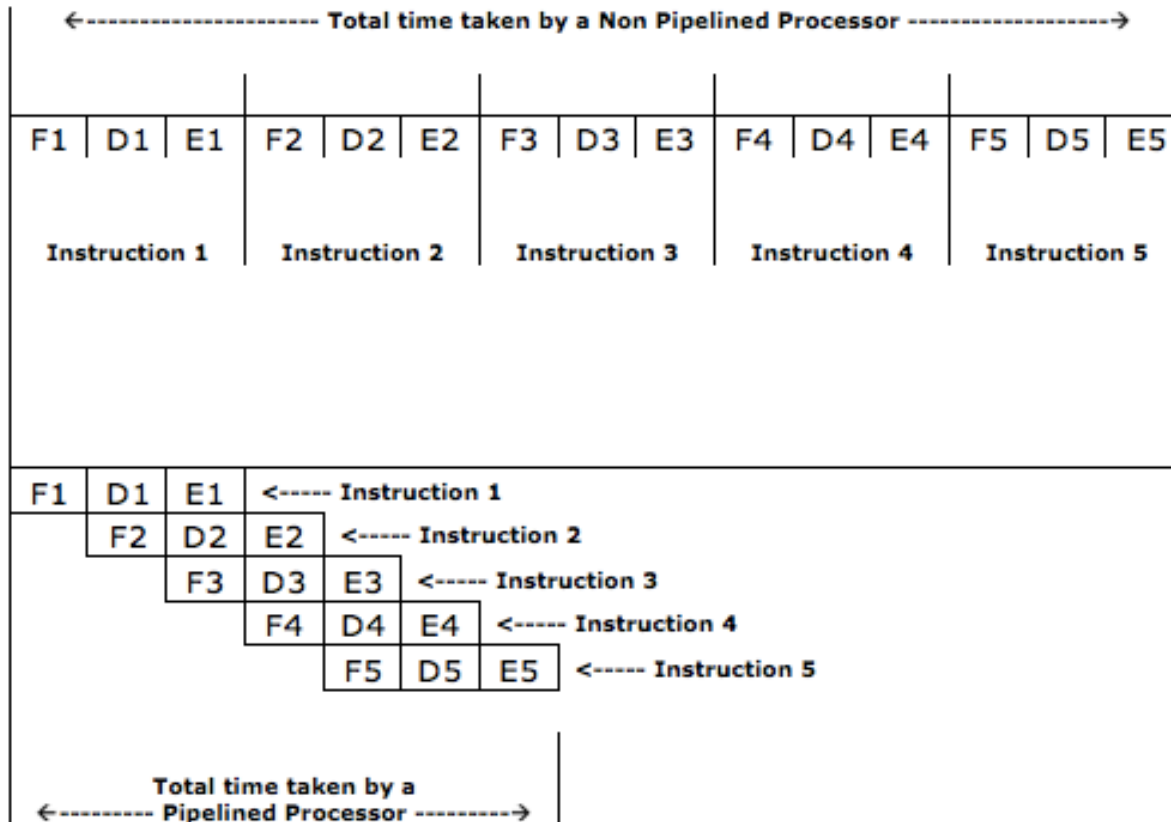 ←---------------------- Total time taken by a Non Pipelined Processor -------------------→
F1 D1 E1 F2 D2 E2 F3 D3 E3 F4 D4 E4 F5 D5 E5
Instruction 1 Instruction 2 Instruction 3 Instruction 4 Instruction 5
F1 D1 E1 <----- Instruction 1
F2 D2 E2 <----- Instruction 2
F3 D3 E3 <----- Instruction 3
F4 D4 E4 <----- Instruction 4
F5 D5 E5 <----- Instruction 5
Total time taken by a
←--------- Pipelined Processor ---------→